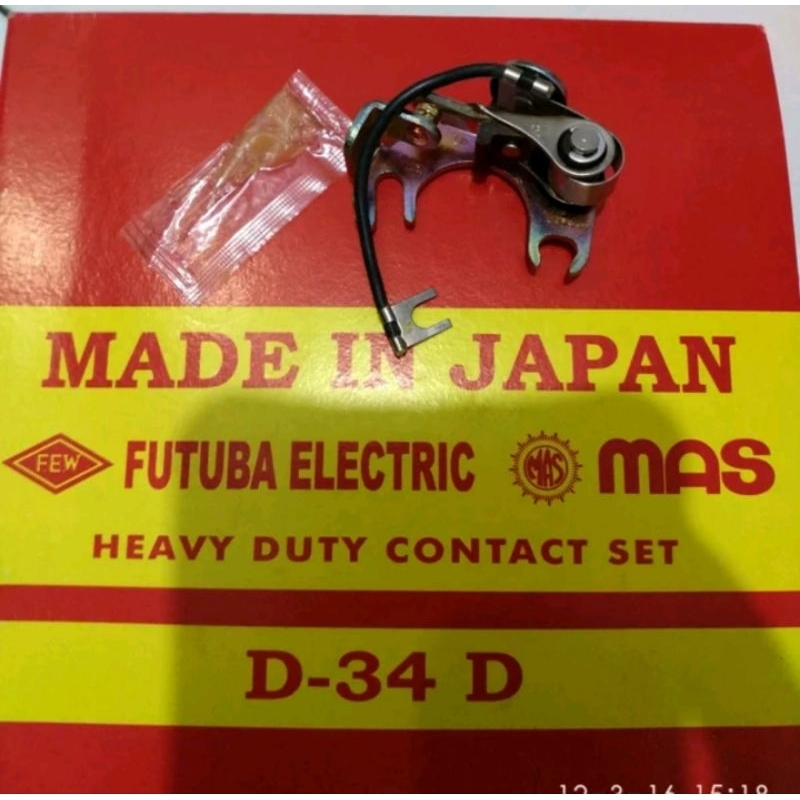 MADE IN JAPAN
FEW FUTUBA ELECTRIC MAS MAS
HEAVY DUTY CONTACT SET
D-34 D